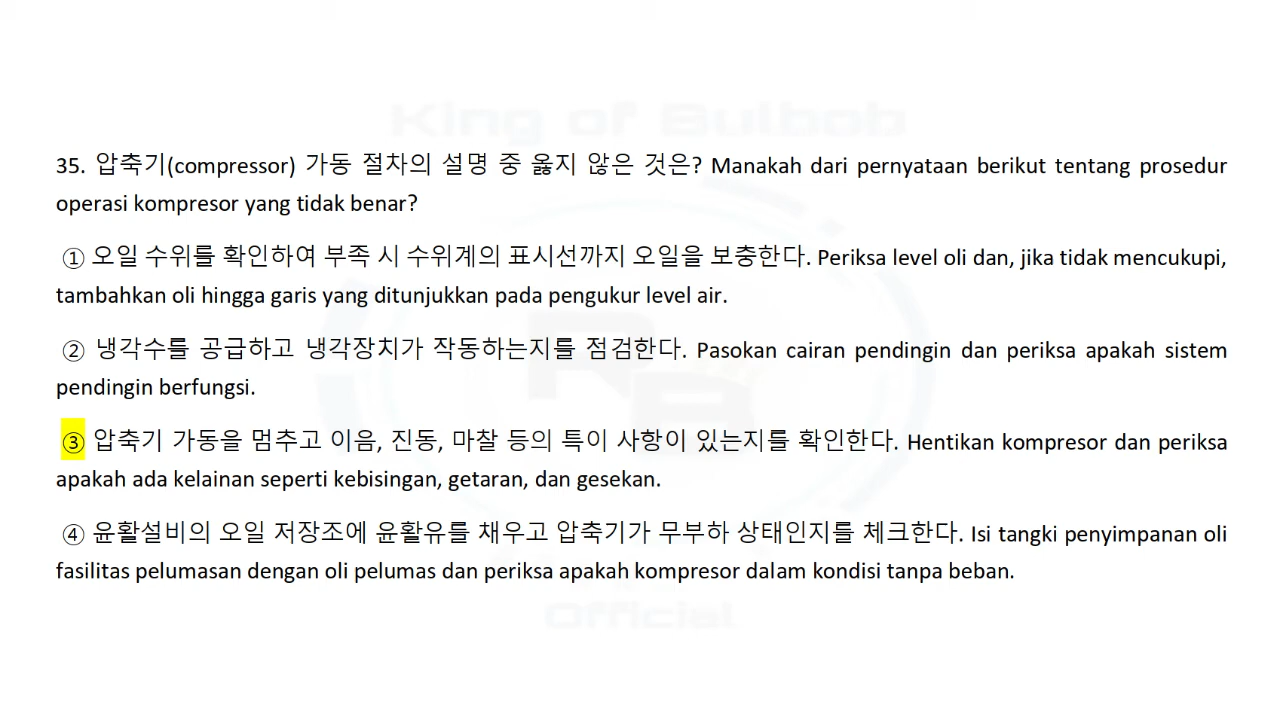 King of Bulbob
35. 압축기(compressor) 가동 절차의 설명 중 옳지 않은 것은? Manakah dari pernyataan berikut tentang prosedur
operasi kompresor yang tidak benar?
① 오일 수위를 확인하여 부족 시 수위계의 표시선까지 오일을 보충한다. Periksa level oli dan, jika tidak mencukupi,
tambahkan oli hingga garis yang ditunjukkan pada pengukur level air.
② 냉각수를 공급하고 냉각장치가 작동하는지를 점검한다. Pasokan cairan pendingin dan periksa apakah sistem
pendingin berfungsi.
RB
③ 압축기 가동을 멈추고 이음, 진동, 마찰 등의 특이 사항이 있는지를 확인한다. Hentikan kompresor dan periksa
apakah ada kelainan seperti kebisingan, getaran, dan gesekan.
④ 윤활설비의 오일 저장조에 윤활유를 채우고 압축기가 무부하 상태인지를 체크한다. Isi tangki penyimpanan oli
fasilitas pelumasan dengan oli pelumas dan periksa apakah kompresor dalam kondisi tanpa beban.
Official